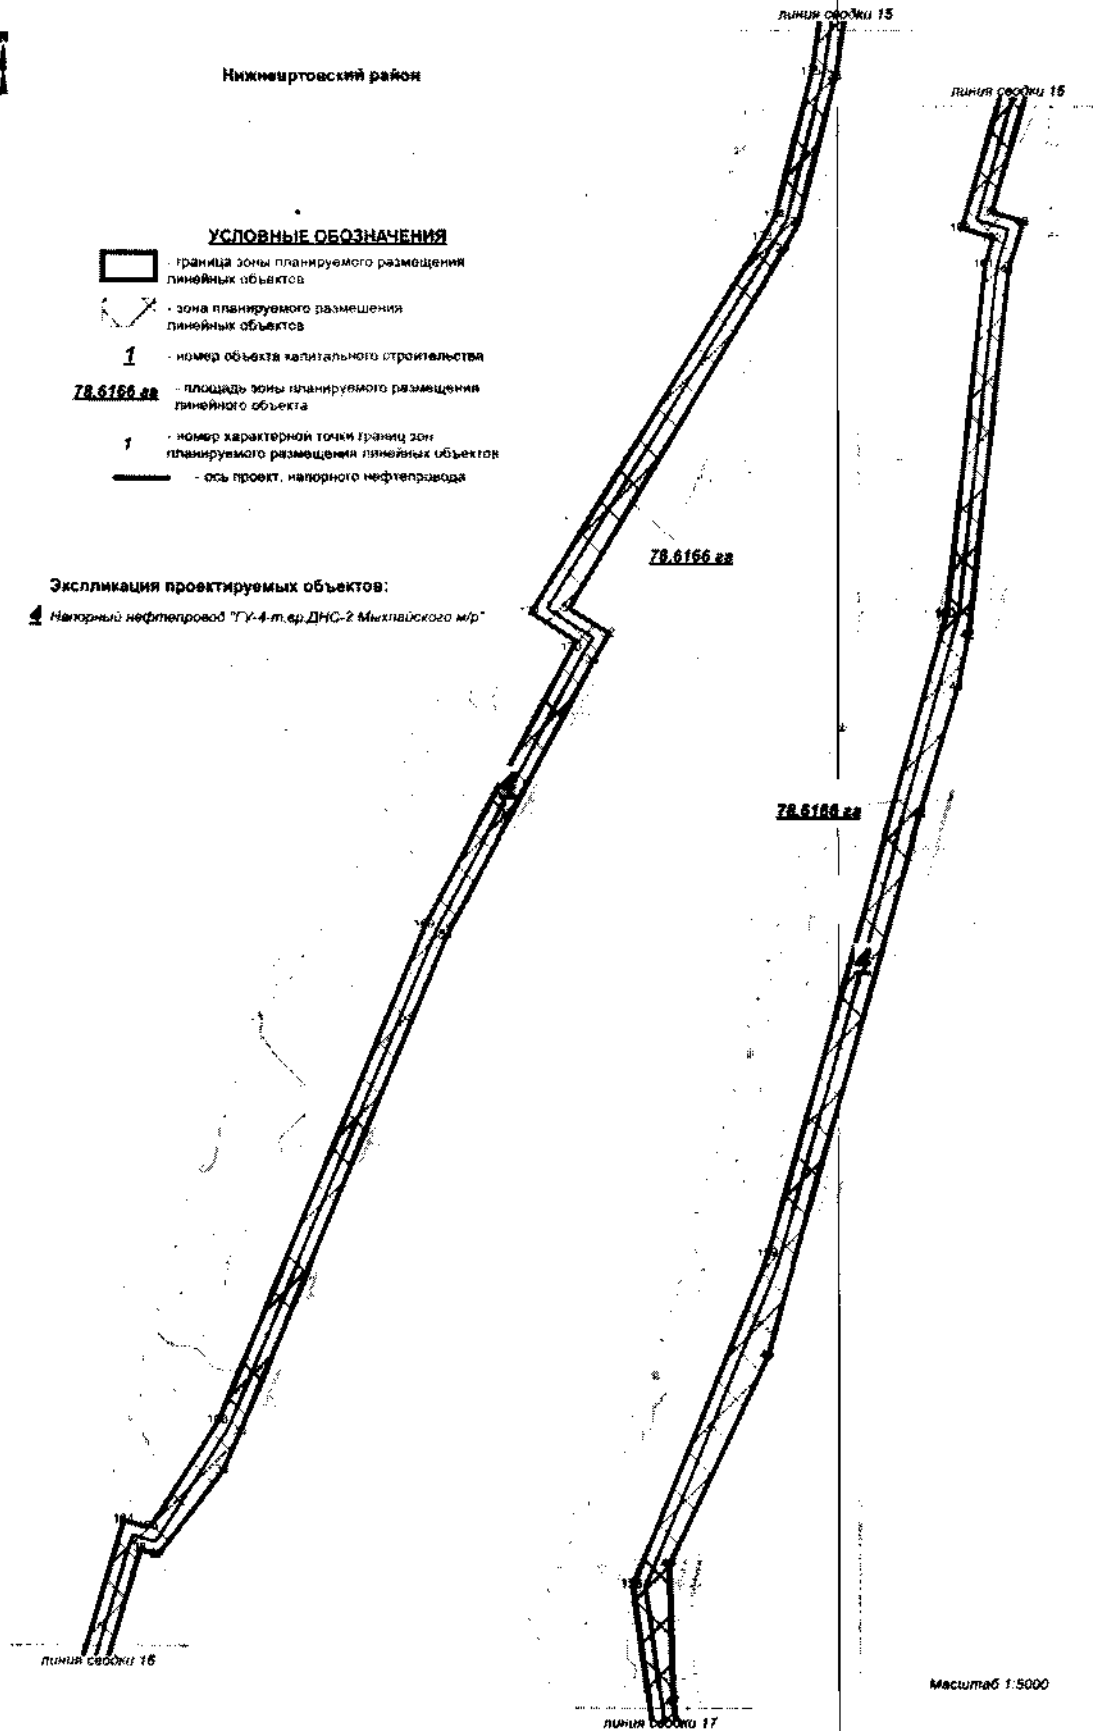 линия сводки 15
Нижневартовский район
линия сводки 16
УСЛОВНЫЕ ОБОЗНАЧЕНИЯ
- граница зоны планируемого размещения
линейных объектов
- зона планируемого размещения
линейных объектов
1 - номер объекта капитального строительства
78.6166 га - площадь зоны планируемого размещения
линейного объекта
1 - номер характерной точки границ зон
планируемого размещения линейных объектов
- ось проект. напорного нефтепровода
78.6166 га
Экспликация проектируемых объектов:
4 Напорный нефтепровод "ГУ-4-т.вр.ДНС-2 Мыхпайского м/р"
4
78.6166 га
4
линия сводки 16
Масштаб 1:5000
линия сводки 17